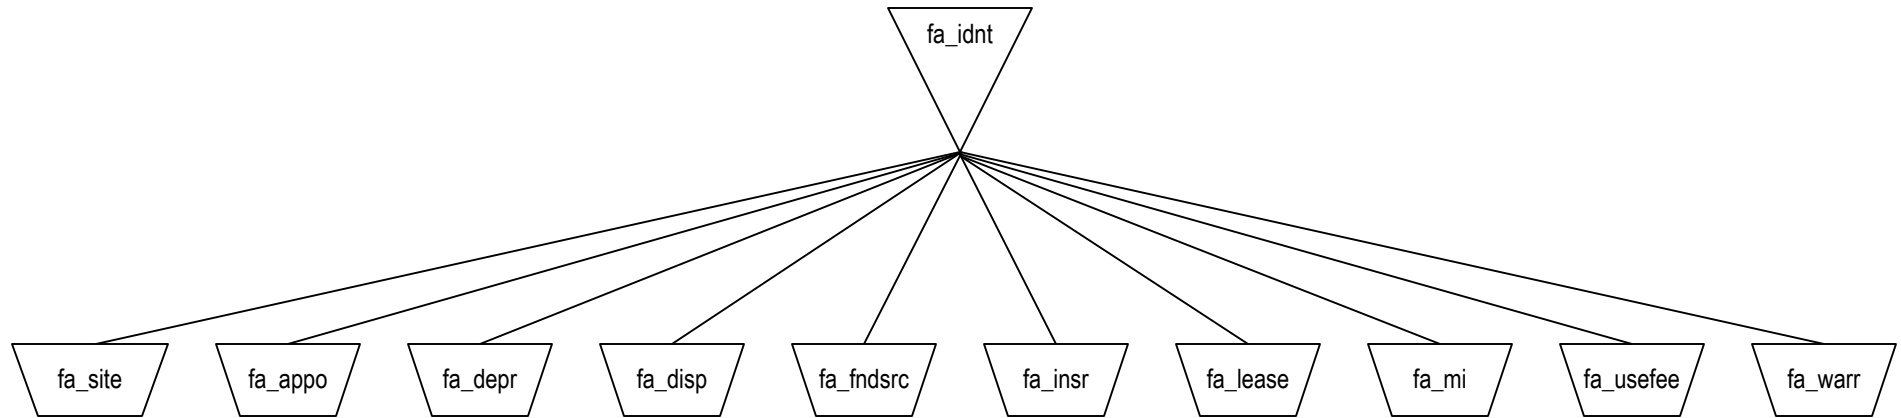 fa_idnt
fa_site
fa_appo
fa_depr
fa_disp
fa_fndsrc
fa_insr
fa_lease
fa_mi
fa_usefee
fa_warr